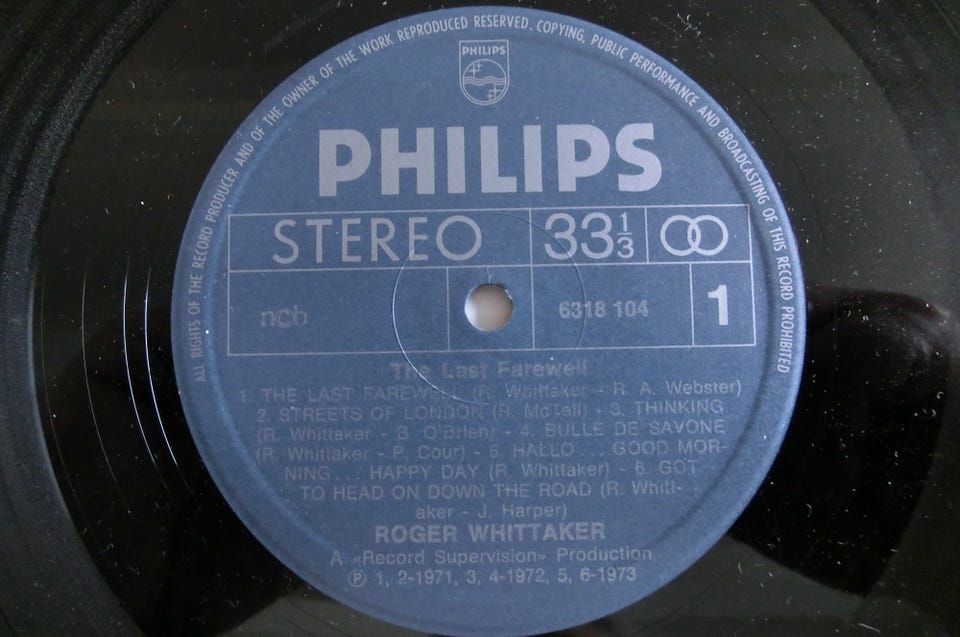 ALL RIGHTS OF THE RECORD PRODUCER AND OF THE OWNER OF THE WORK REPRODUCED RESERVED. COPYING, PUBLIC PERFORMANCE AND BROADCASTING OF THIS RECORD PROHIBITED
PHILIPS
PHILIPS
STEREO 33 1/3
ncb 6318 104 1
The Last Farewell
1. THE LAST FAREWELL (R. Whittaker - R. A. Webster)
2. STREETS OF LONDON (R. McTell) - 3. THINKING
(R. Whittaker - B. O'Brien) - 4. BULLE DE SAVONE
(R. Whittaker - P. Cour) - 5. HALLO . . . GOOD MOR-
NING . . . HAPPY DAY (R. Whittaker) - 6. GOT
TO HEAD ON DOWN THE ROAD (R. Whitt-
aker - J. Harper)
ROGER WHITTAKER
A «Record Supervision» Production
℗ 1, 2-1971, 3, 4-1972, 5, 6-1973